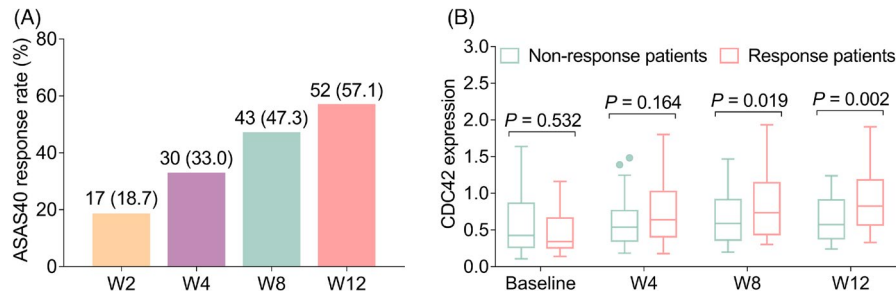 (A)
ASAS40 response rate (%)
80
60
40
20
0
17 (18.7)
30 (33.0)
43 (47.3)
52 (57.1)
W2 W4 W8 W12
(B)
CDC42 expression
3.0
2.5
2.0
1.5
1.0
0.5
0.0
Non-response patients Response patients
P = 0.532 P = 0.164 P = 0.019 P = 0.002
Baseline W4 W8 W12